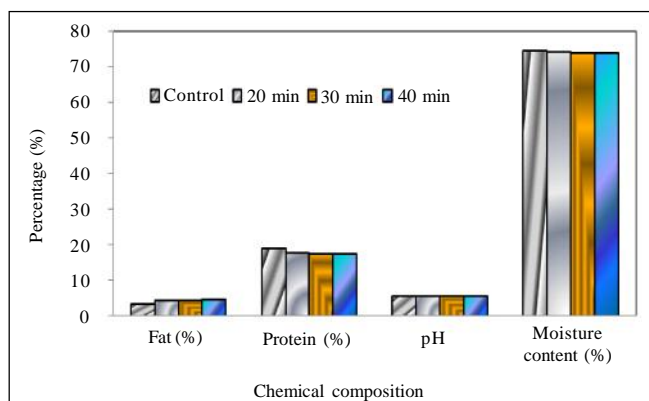 80
70
60
50
40
30
20
10
0
Percentage (%)
Control 20 min 30 min 40 min
Fat (%) Protein (%) pH Moisture
content (%)
Chemical composition